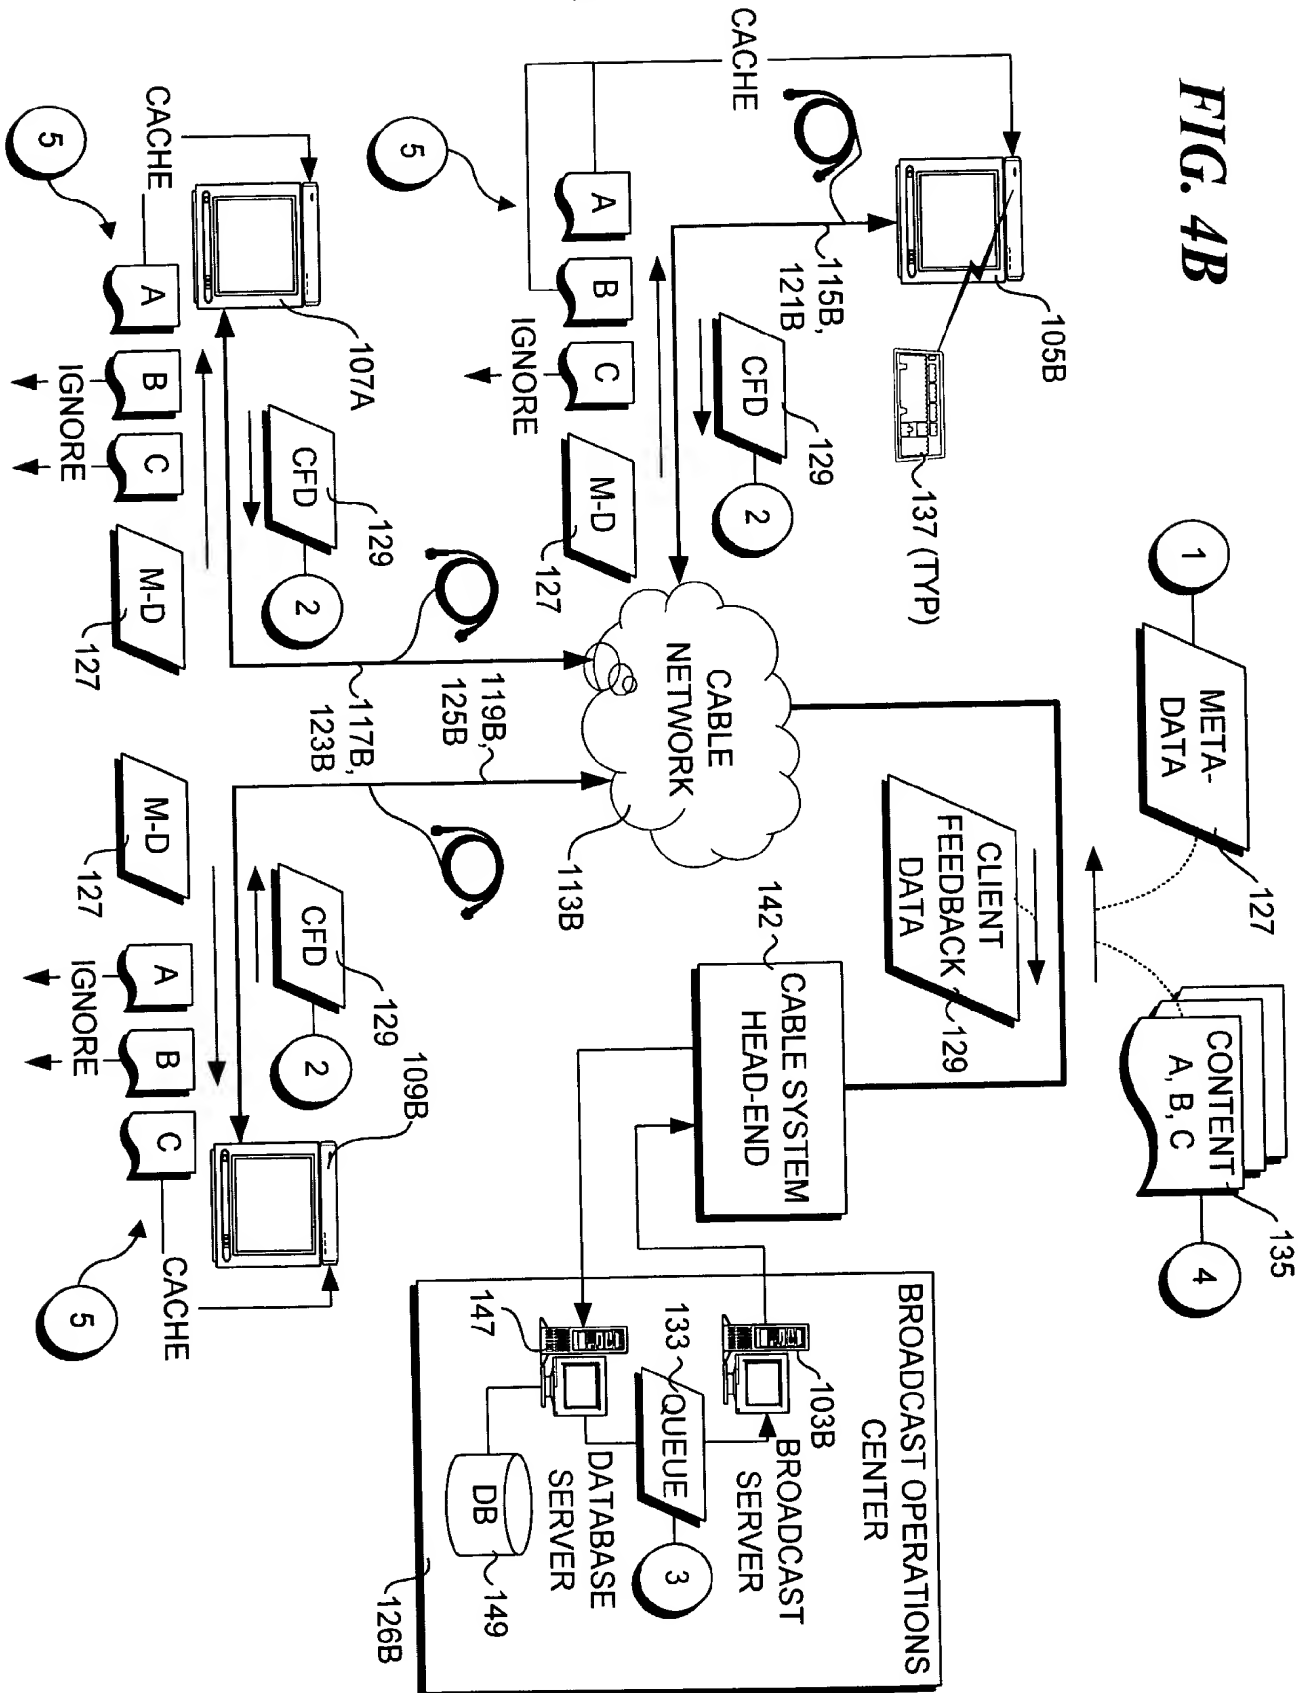 FIG. 4B
1
META-
DATA
127
CONTENT
A, B, C
135
4
CACHE
105B
137 (TYP)
115B,
121B
CFD
129
2
5
A
B
C
IGNORE
M-D
127
CABLE
NETWORK
113B
CLIENT
FEEDBACK
DATA
129
142
CABLE SYSTEM
HEAD-END
BROADCAST OPERATIONS
CENTER
103B
BROADCAST
SERVER
133
QUEUE
3
147
DATABASE
SERVER
DB
149
126B
CACHE
5
107A
A
B
C
IGNORE
CFD
129
2
M-D
127
117B,
123B
119B,
125B
M-D
127
CFD
129
2
109B
A
B
C
IGNORE
CACHE
5